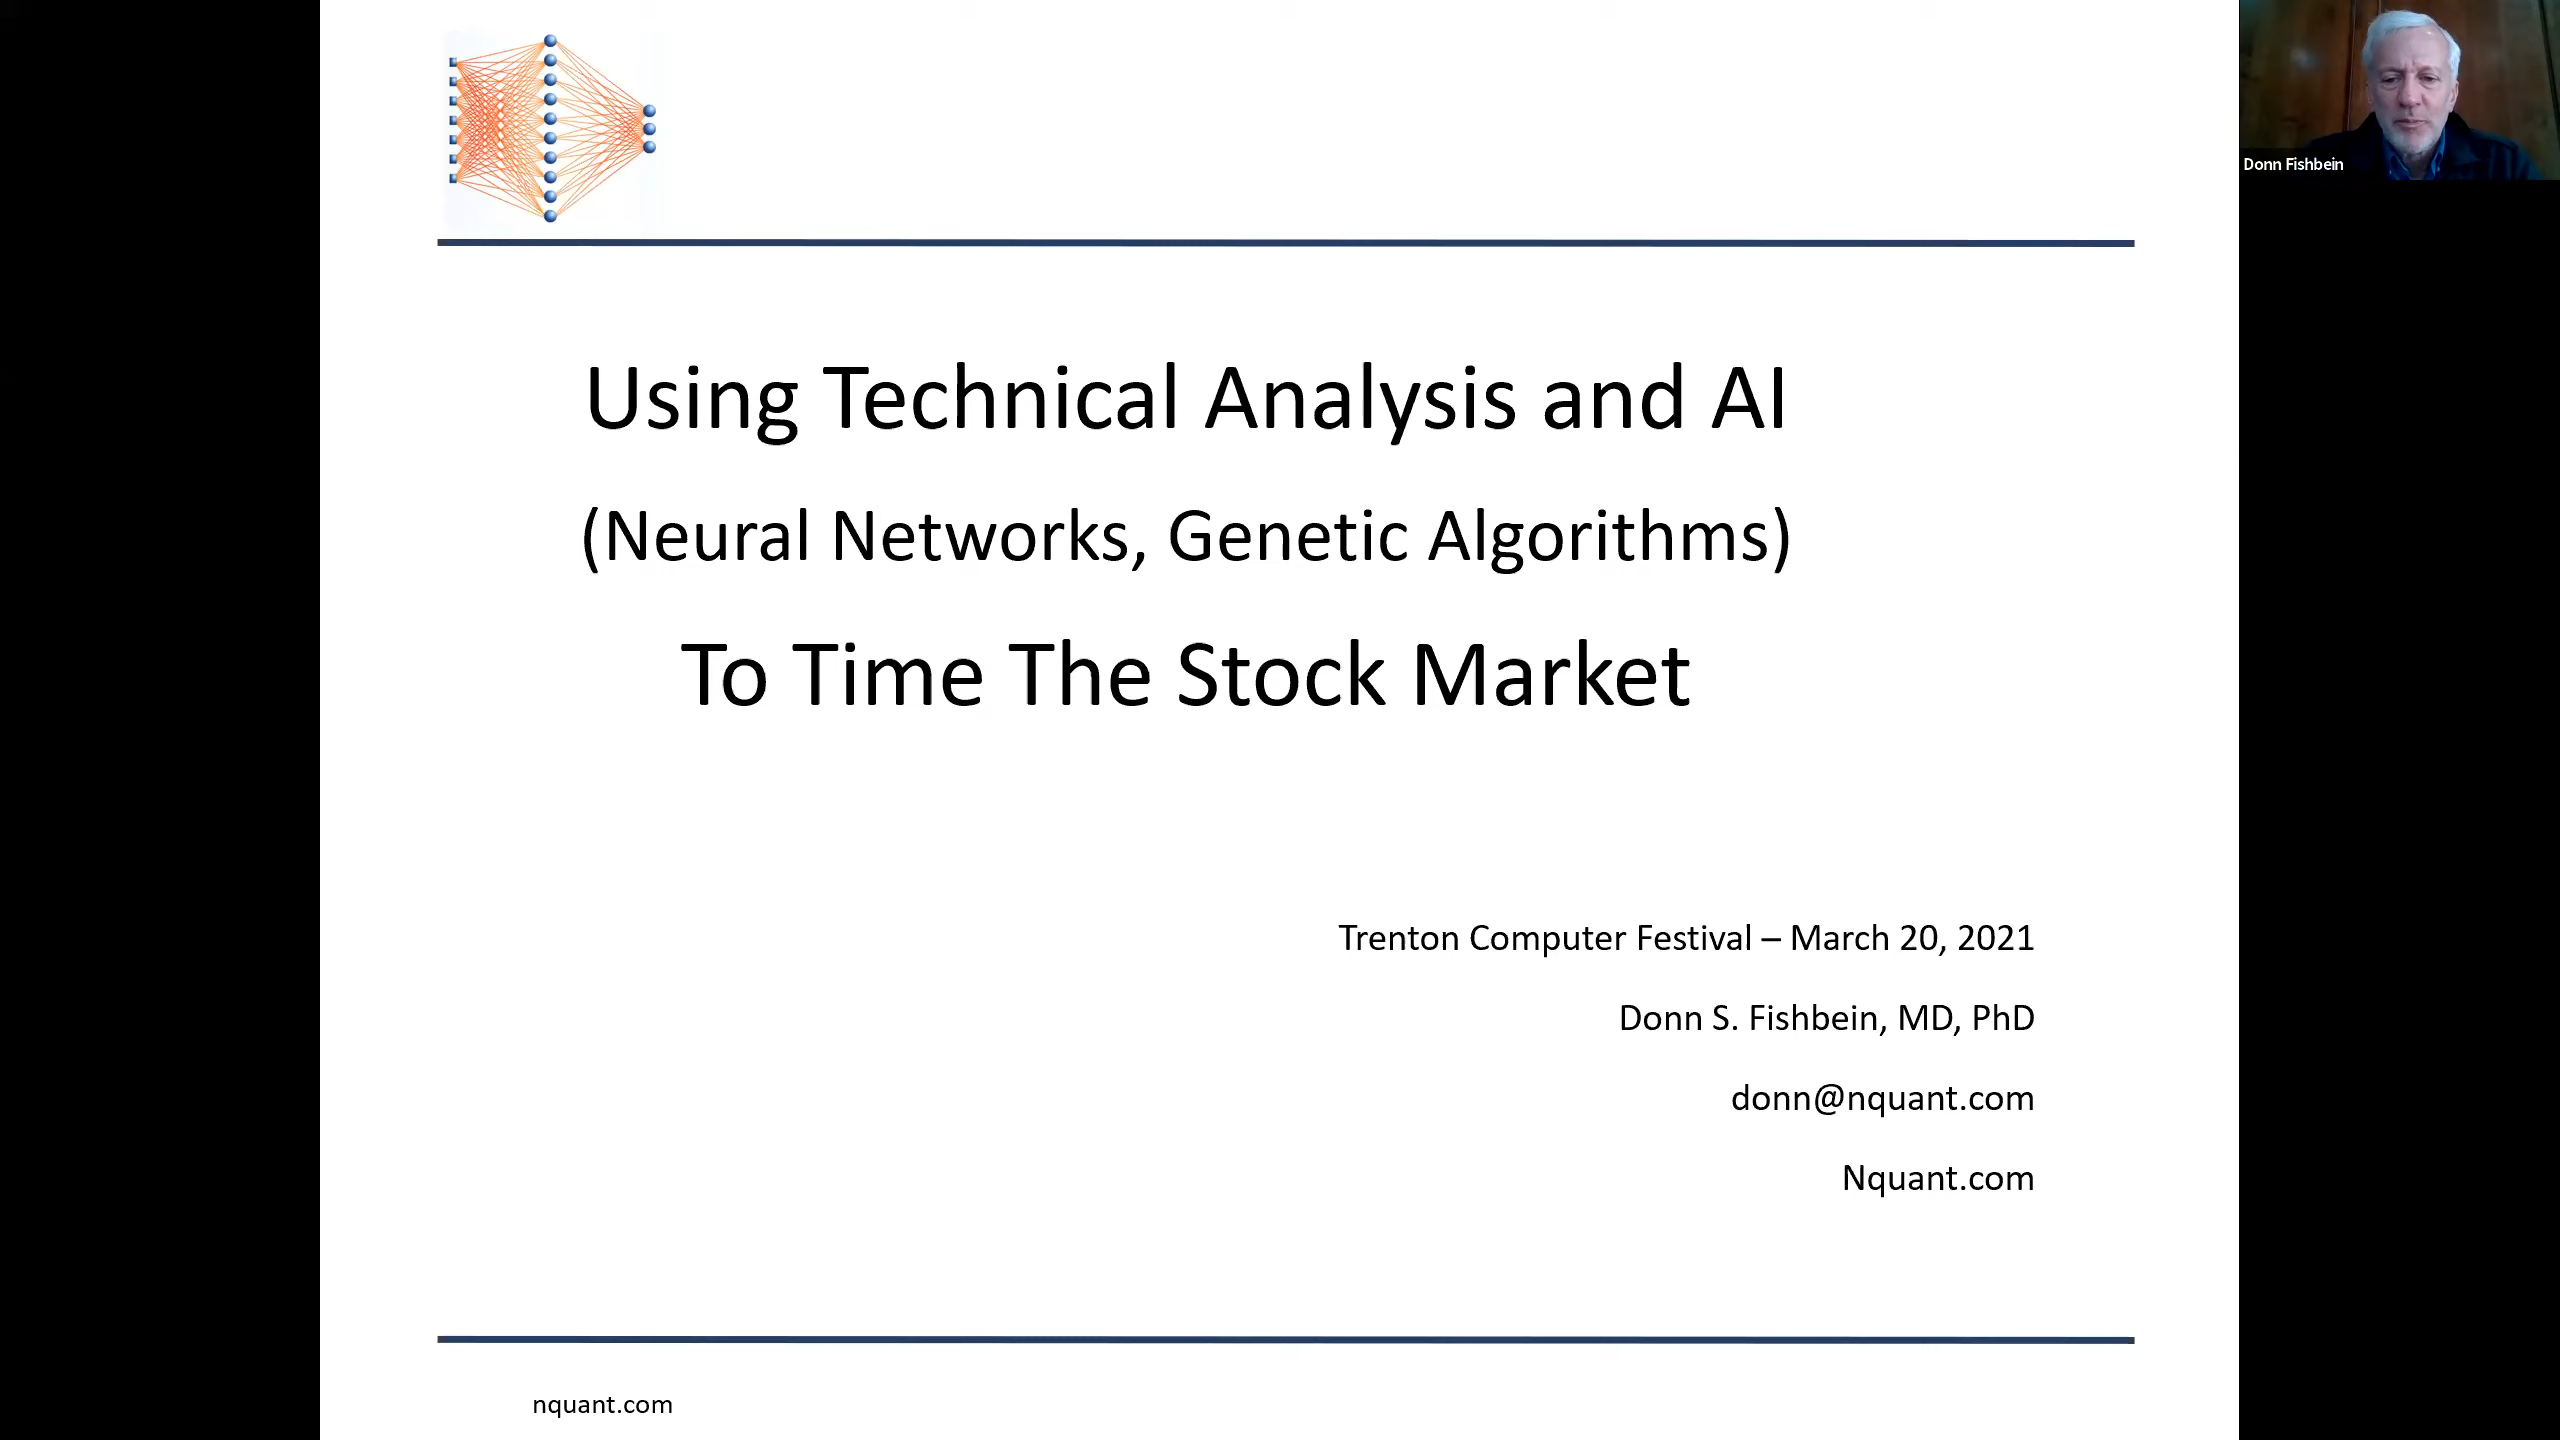 Donn Fishbein
Using Technical Analysis and AI
(Neural Networks, Genetic Algorithms)
To Time The Stock Market
Trenton Computer Festival – March 20, 2021
Donn S. Fishbein, MD, PhD
donn@nquant.com
Nquant.com
nquant.com